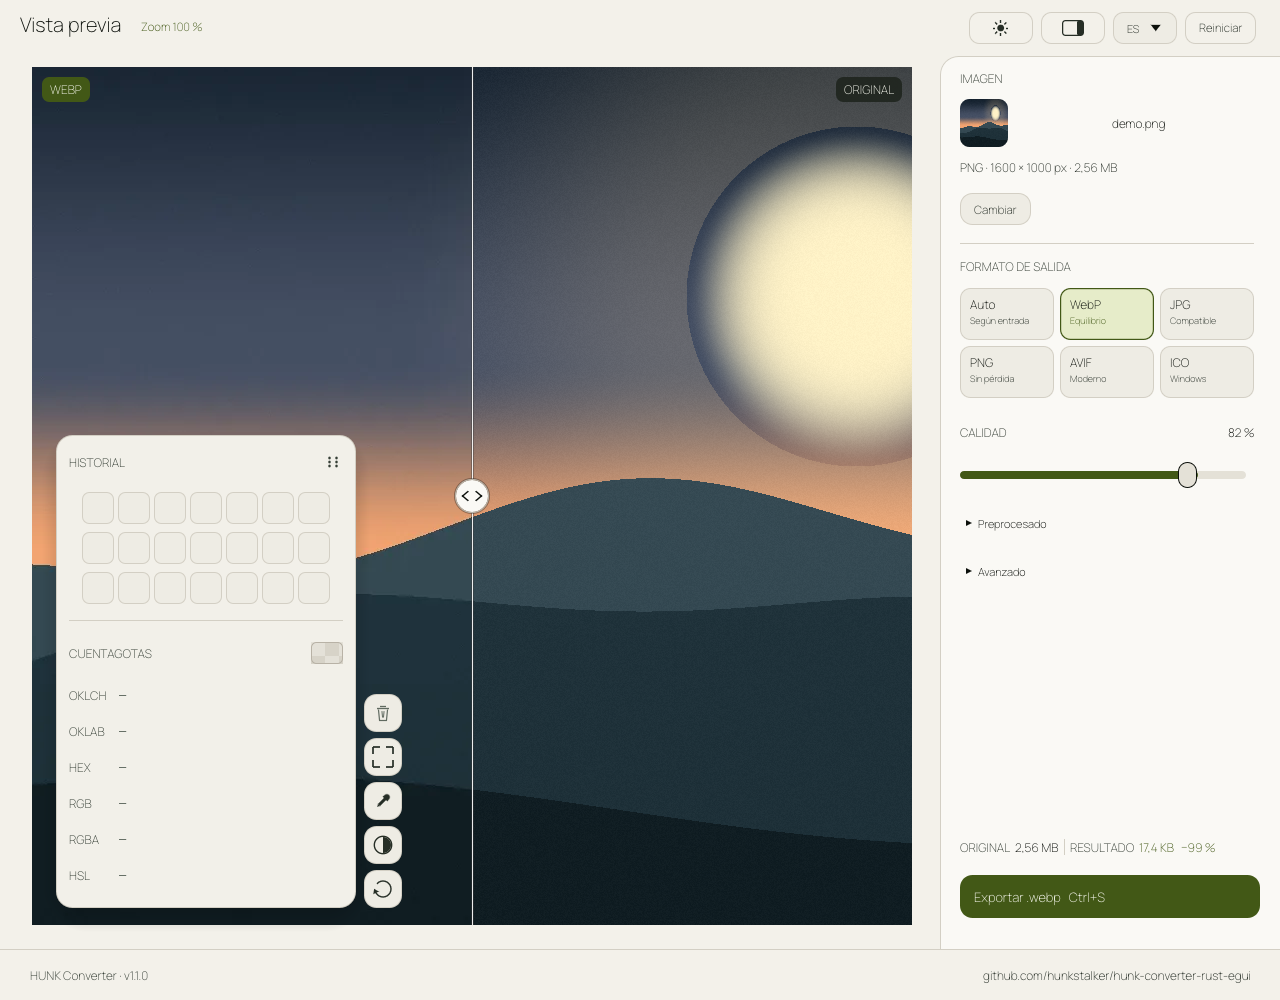 Vista previa Zoom 100 %
ES Reiniciar
WEBP
ORIGINAL
IMAGEN
demo.png
PNG · 1600 × 1000 px · 2,56 MB
Cambiar
FORMATO DE SALIDA
Auto
Según entrada
WebP
Equilibrio
JPG
Compatible
PNG
Sin pérdida
AVIF
Moderno
ICO
Windows
CALIDAD 82 %
Preprocesado
Avanzado
HISTORIAL
CUENTAGOTAS
OKLCH —
OKLAB —
HEX —
RGB —
RGBA —
HSL —
ORIGINAL 2,56 MB RESULTADO 17,4 KB −99 %
Exportar .webp Ctrl+S
HUNK Converter · v1.1.0
github.com/hunkstalker/hunk-converter-rust-egui